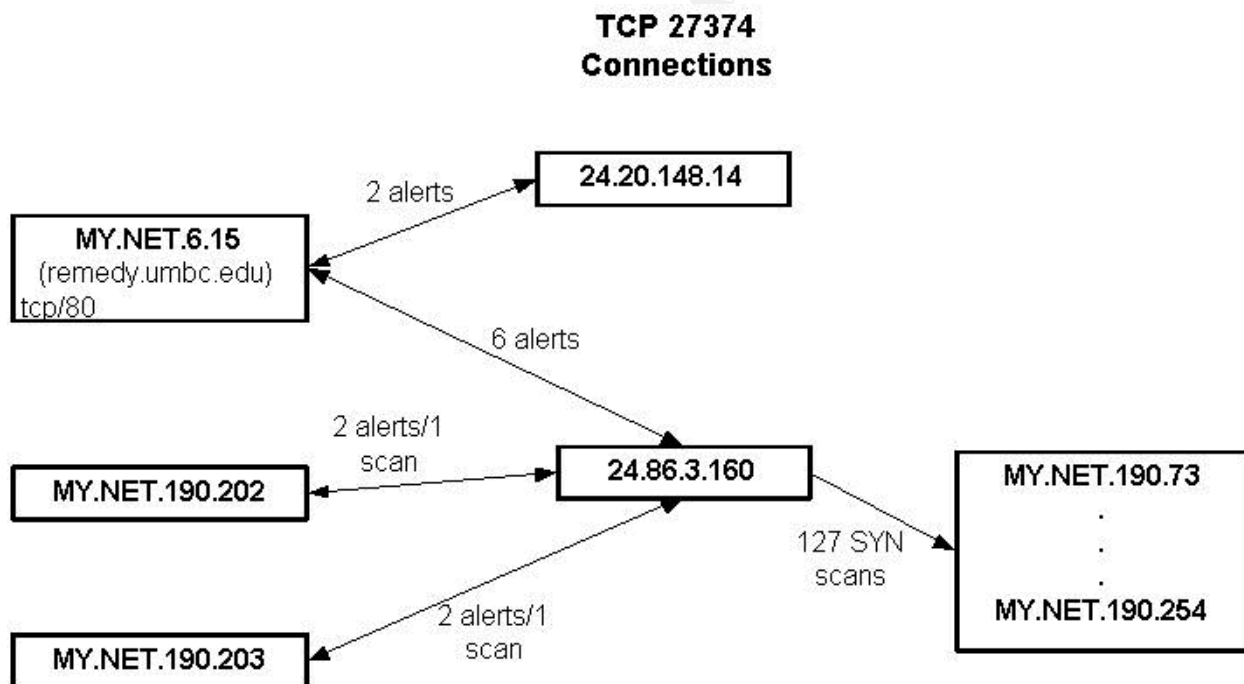 TCP 27374
Connections
24.20.148.14
2 alerts
MY.NET.6.15
(remedy.umbc.edu)
tcp/80
6 alerts
2 alerts/1
scan
MY.NET.190.202
24.86.3.160
MY.NET.190.73
.
.
.
MY.NET.190.254
127 SYN
scans
2 alerts/1
scan
MY.NET.190.203